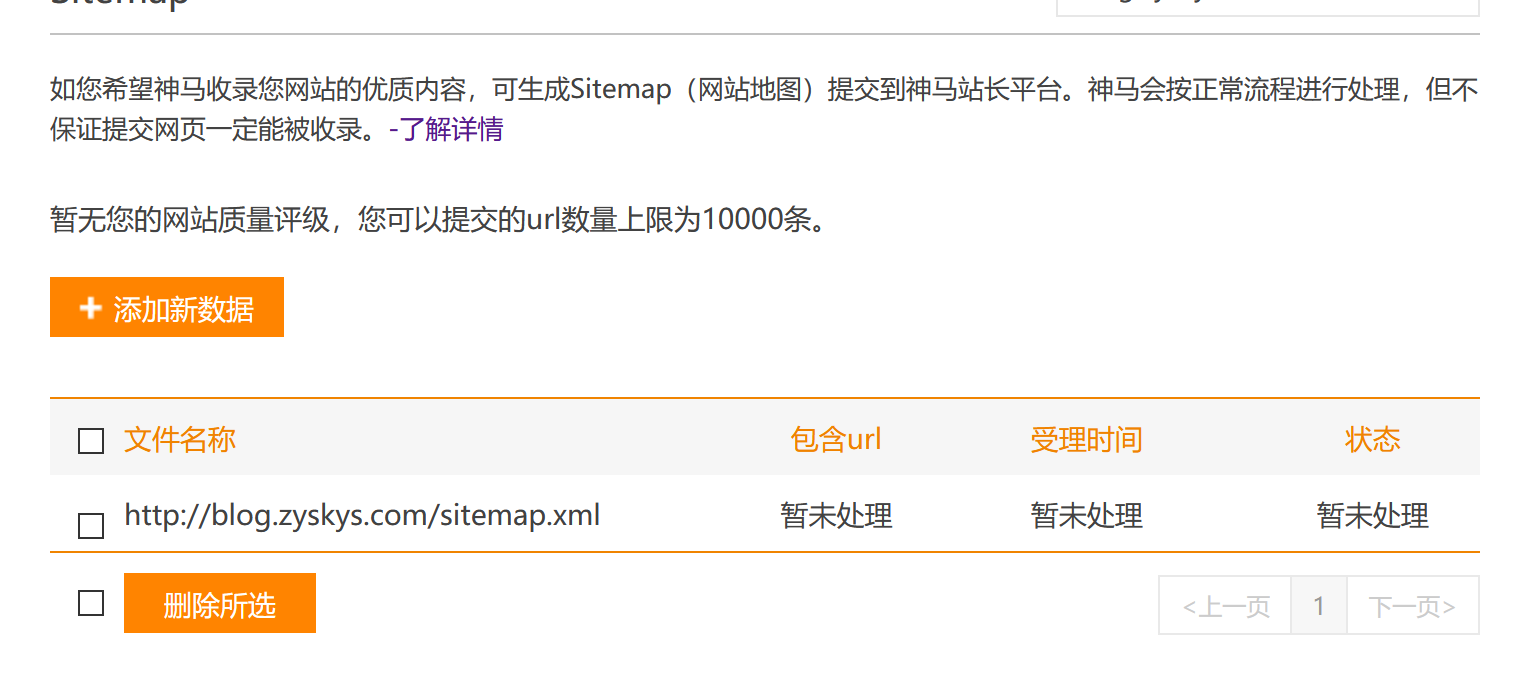 Sitemap
如您希望神马收录您网站的优质内容，可生成Sitemap（网站地图）提交到神马站长平台。神马会按正常流程进行处理，但不
保证提交网页一定能被收录。-了解详情
暂无您的网站质量评级，您可以提交的url数量上限为10000条。
添加新数据
文件名称 包含url 受理时间 状态
http://blog.zyskys.com/sitemap.xml 暂未处理 暂未处理 暂未处理
删除所选 <上一页 1 下一页>